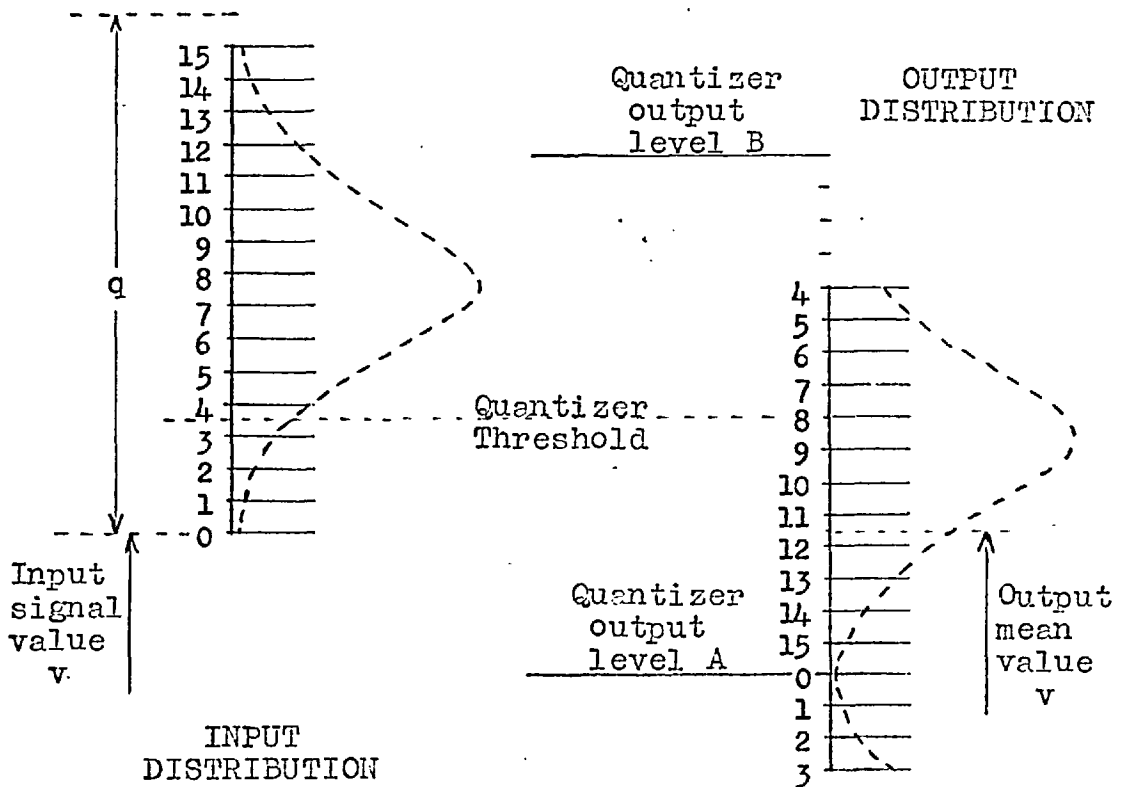 15
14
13
12
11
10
9
8
7
6
5
4
3
2
1
0
q
Input
signal
value
v
INPUT
DISTRIBUTION
Quantizer
output
level B
Quantizer
Threshold
Quantizer
output
level A
OUTPUT
DISTRIBUTION
4
5
6
7
8
9
10
11
12
13
14
15
0
1
2
3
Output
mean
value
v